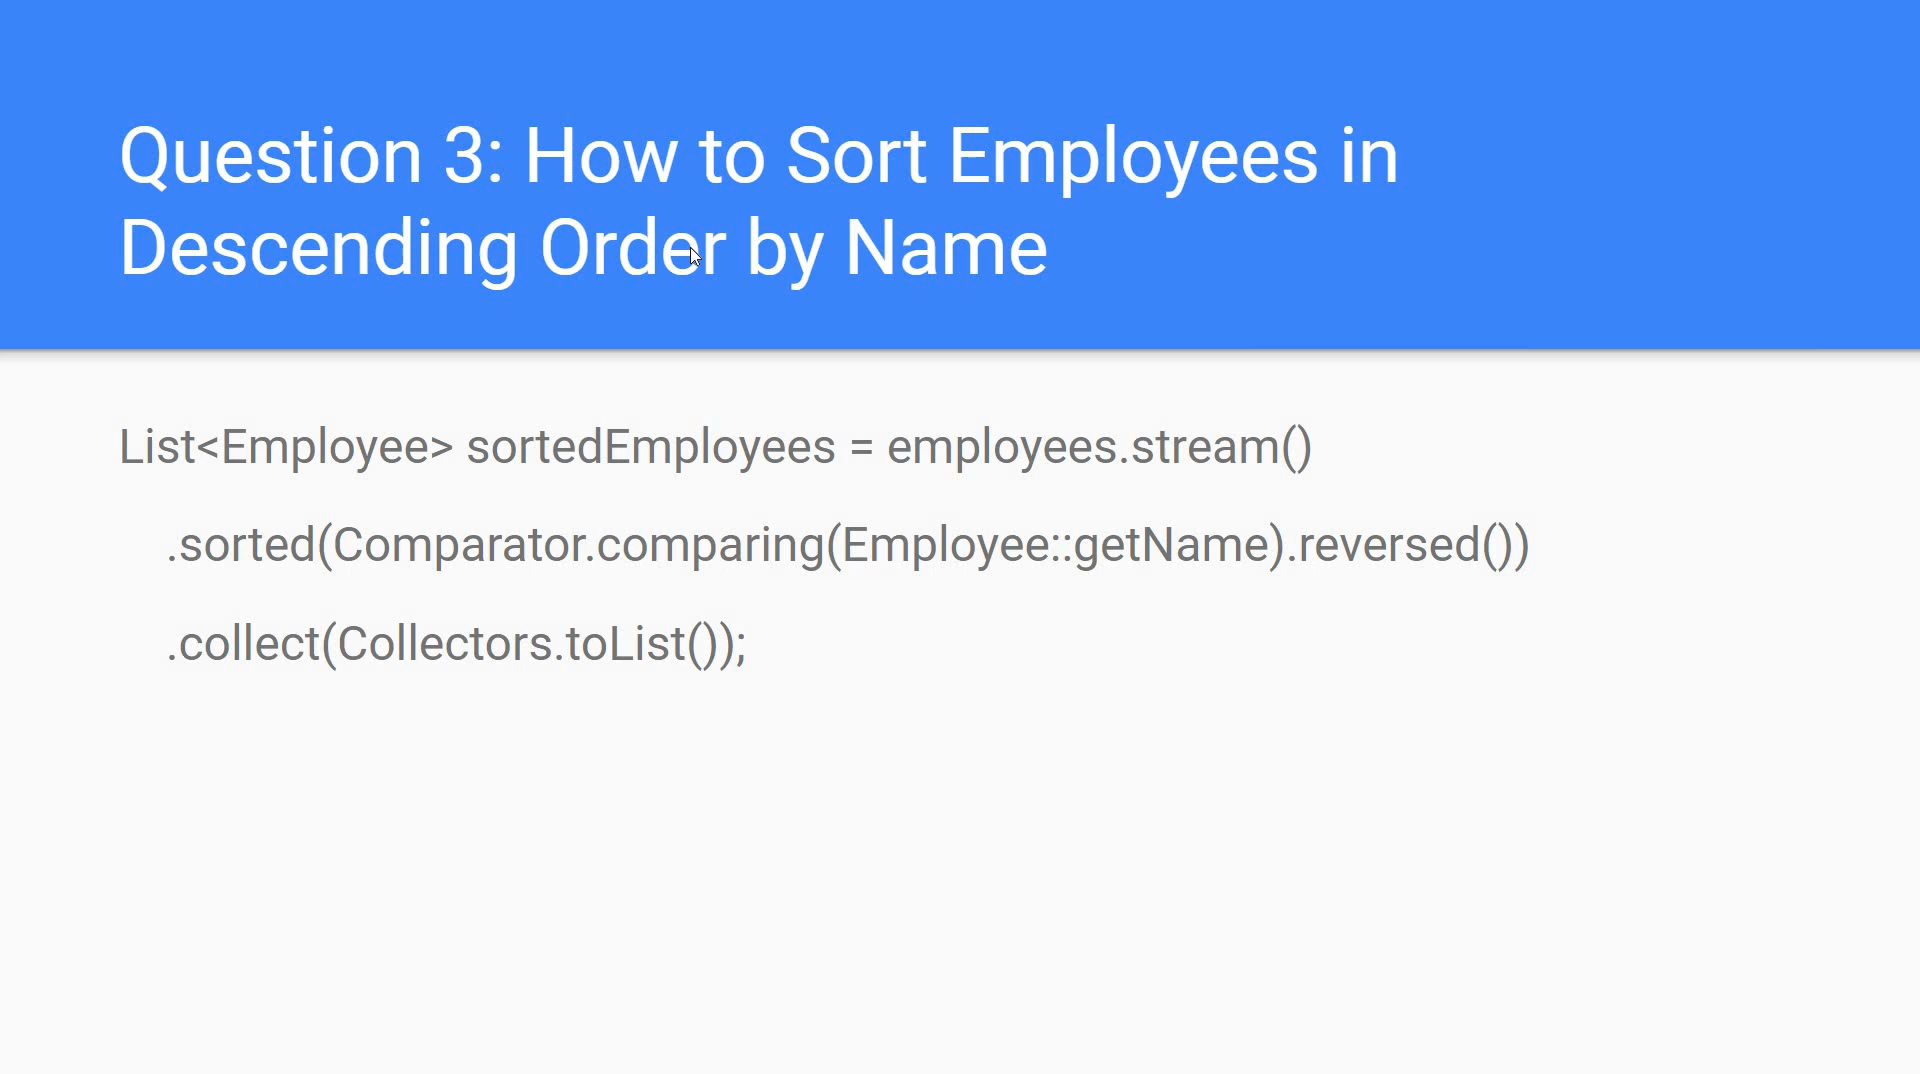 Question 3: How to Sort Employees in
Descending Order by Name
List<Employee> sortedEmployees = employees.stream()
.sorted(Comparator.comparing(Employee::getName).reversed())
.collect(Collectors.toList());